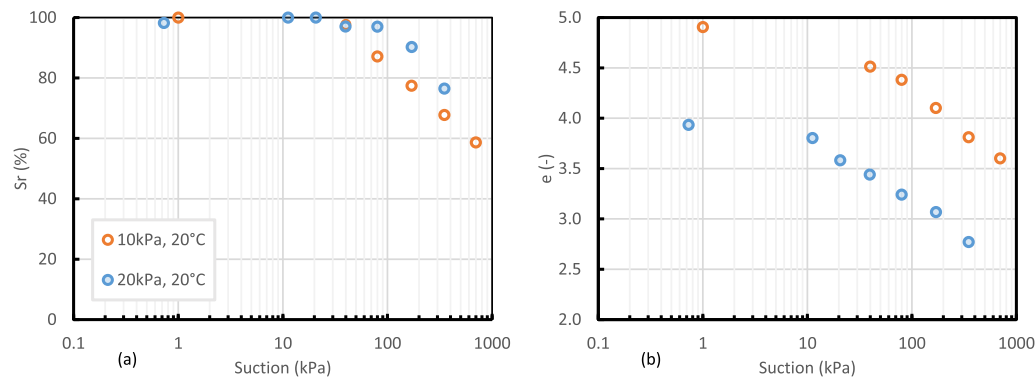 100
80
60
40
20
0
Sr (%)
10kPa, 20°C
20kPa, 20°C
0.1 1 10 100 1000
(a) Suction (kPa)
5.0
4.5
4.0
3.5
3.0
2.5
2.0
e (-)
0.1 1 10 100 1000
(b) Suction (kPa)